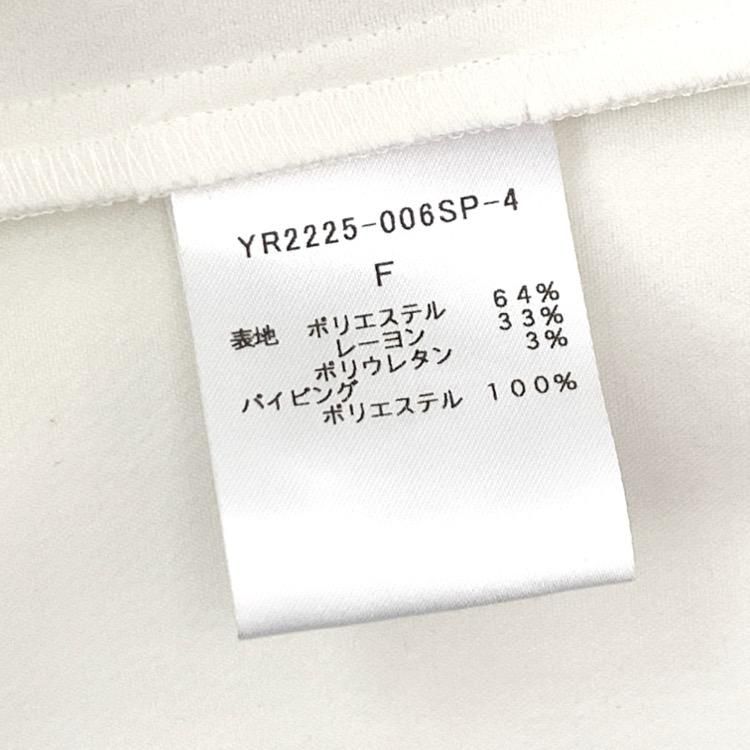 YR2225-006SP-4
F
表地 ポリエステル 64%
レーヨン 33%
ポリウレタン 3%
パイピング
ポリエステル 100%